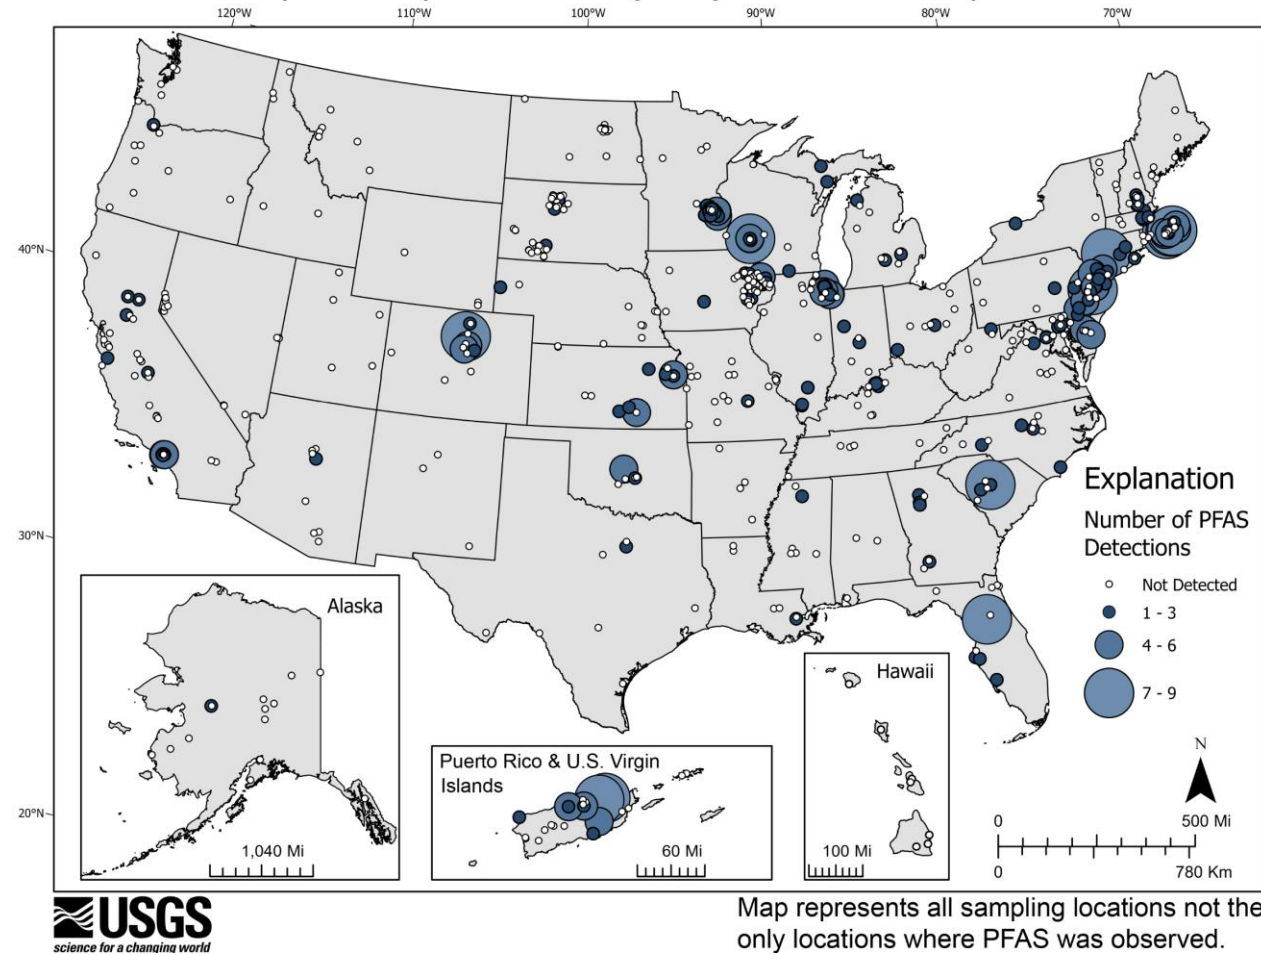 120°W 110°W 100°W 90°W 80°W 70°W
40°N
30°N
20°N
Explanation
Number of PFAS
Detections
Not Detected
1 - 3
4 - 6
7 - 9
Alaska
1,040 Mi
Puerto Rico & U.S. Virgin
Islands
60 Mi
Hawaii
100 Mi
N
0 500 Mi
0 780 Km
USGS
science for a changing world
Map represents all sampling locations not the
only locations where PFAS was observed.